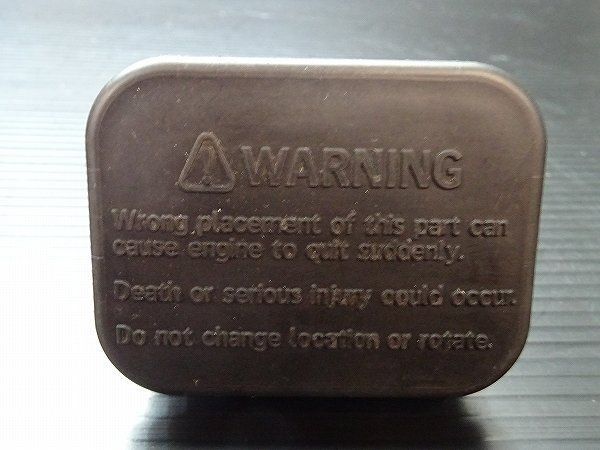 WARNING
Wrong placement of this part can
cause engine to quit suddenly.
Death or serious injury could occur.
Do not change location or rotate.